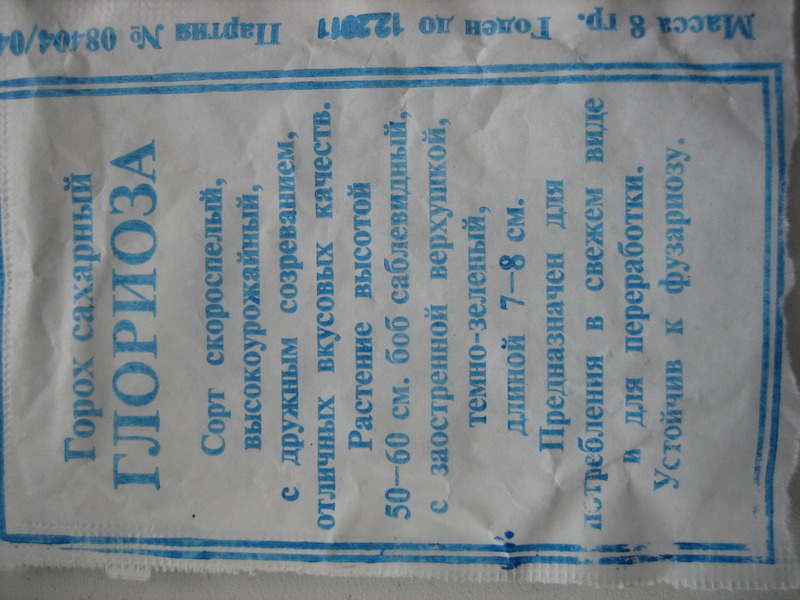 Горох сахарный
ГЛОРИОЗА
Сорт скороспелый,
высокоурожайный,
с дружным созреванием,
отличных вкусовых качеств.
Растение высотой
50–60 см. боб саблевидный,
с заостренной верхушкой,
темно-зеленый,
длиной 7–8 см.
Предназначен для
потребления в свежем виде
и для переработки.
Устойчив к фузариозу.
Масса 8 гр. Годен до 12.2011 Партия № 08404/04